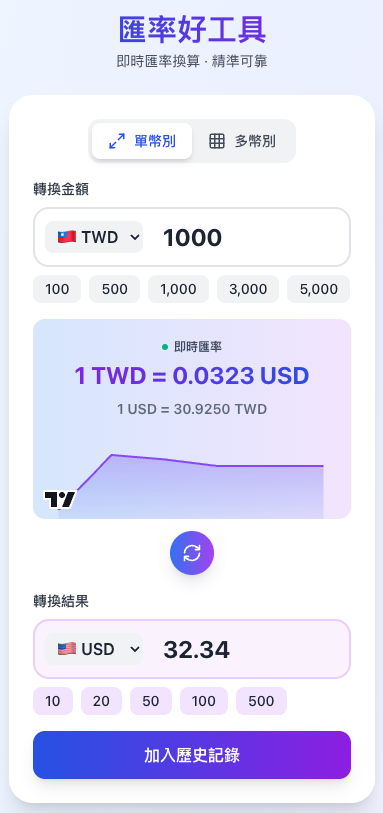 匯率好工具
即時匯率換算 · 精準可靠
單幣別 多幣別
轉換金額
TWD 1000
100 500 1,000 3,000 5,000
即時匯率
1 TWD = 0.0323 USD
1 USD = 30.9250 TWD
轉換結果
USD 32.34
10 20 50 100 500
加入歷史記錄